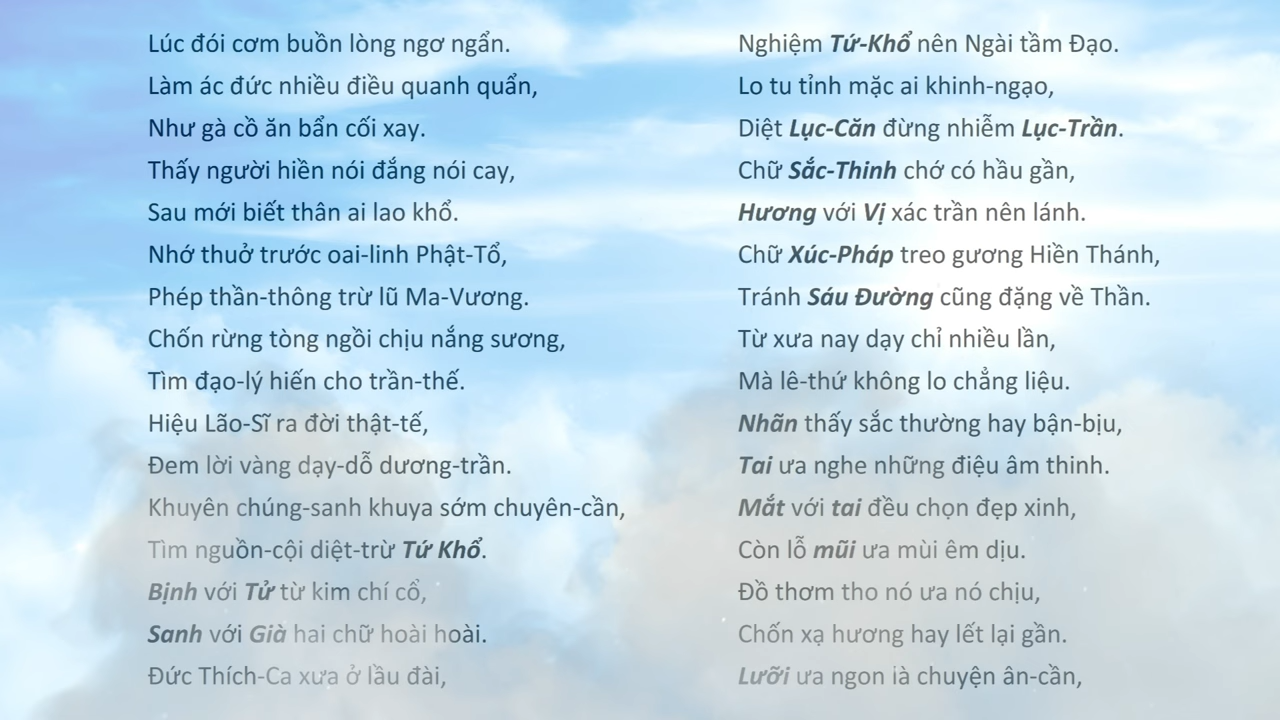 Lúc đói cơm buồn lòng ngơ ngẩn.
Làm ác đức nhiều điều quanh quẩn,
Như gà cồ ăn bẩn cối xay.
Thấy người hiền nói đắng nói cay,
Sau mới biết thân ai lao khổ.
Nhớ thuở trước oai-linh Phật-Tổ,
Phép thần-thông trừ lũ Ma-Vương.
Chốn rừng tòng ngồi chịu nắng sương,
Tìm đạo-lý hiến cho trần-thế.
Hiệu Lão-Sĩ ra đời thật-tế,
Đem lời vàng dạy-dỗ dương-trần.
Khuyên chúng-sanh khuya sớm chuyên-cần,
Tìm nguồn-cội diệt-trừ Tứ Khổ.
Bịnh với Tử từ kim chí cổ,
Sanh với Già hai chữ hoài hoài.
Đức Thích-Ca xưa ở lầu đài,
Nghiệm Tứ-Khổ nên Ngài tầm Đạo.
Lo tu tỉnh mặc ai khinh-ngạo,
Diệt Lục-Căn đừng nhiễm Lục-Trần.
Chữ Sắc-Thinh chớ có hầu gần,
Hương với Vị xác trần nên lánh.
Chữ Xúc-Pháp treo gương Hiền Thánh,
Tránh Sáu Đường cũng đặng về Thần.
Từ xưa nay dạy chỉ nhiều lần,
Mà lê-thứ không lo chẳng liệu.
Nhãn thấy sắc thường hay bận-bịu,
Tai ưa nghe những điệu âm thinh.
Mắt với tai đều chọn đẹp xinh,
Còn lỗ mũi ưa mùi êm dịu.
Đồ thơm tho nó ưa nó chịu,
Chốn xạ hương hay lết lại gần.
Lưỡi ưa ngon là chuyện ân-cần,